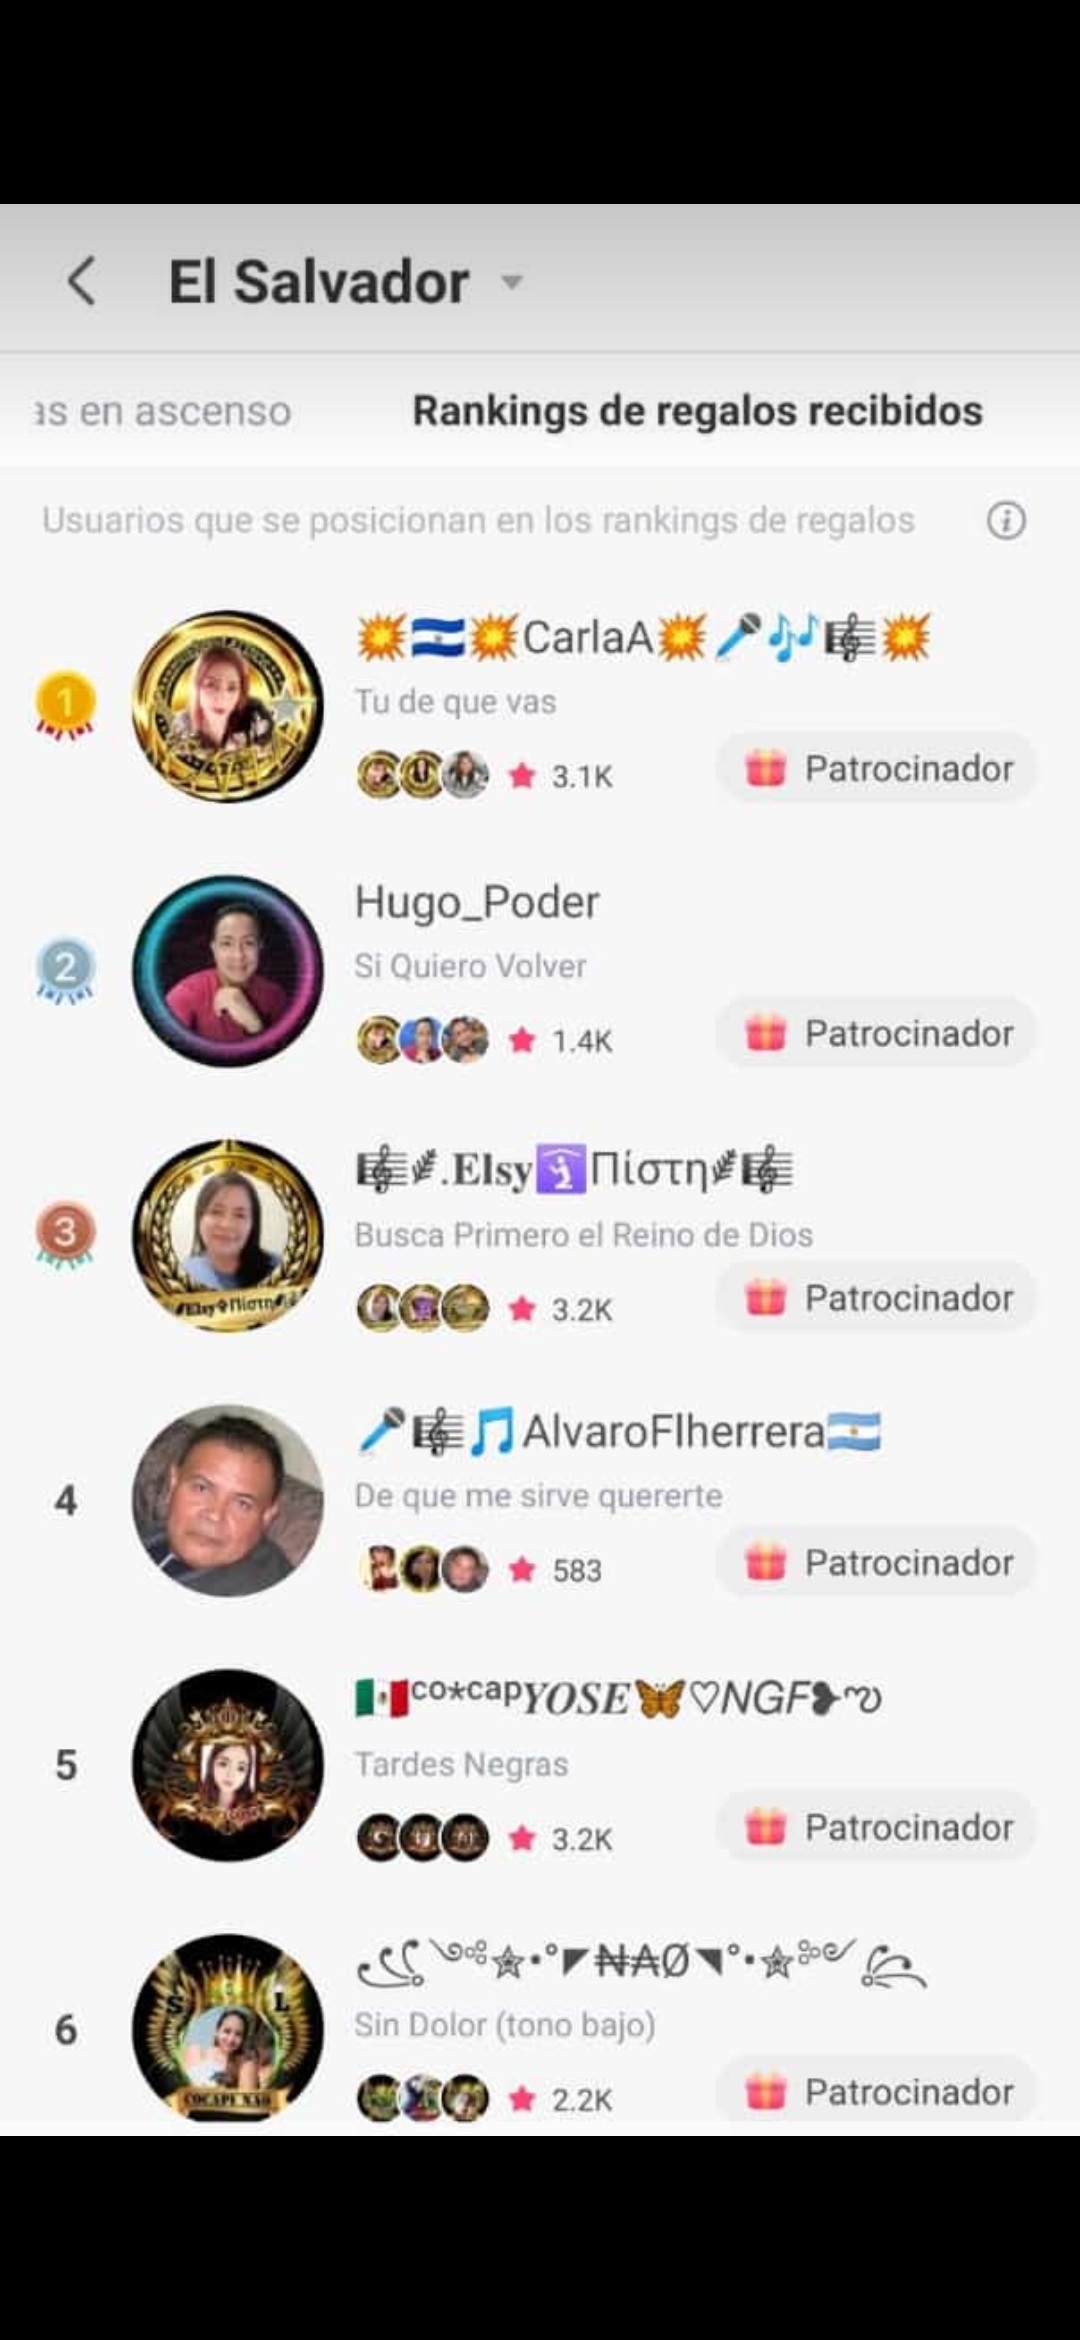 El Salvador
as en ascenso Rankings de regalos recibidos
Usuarios que se posicionan en los rankings de regalos
1
💥🇸🇻💥CarlaA💥🎤🎶🎼💥
Tu de que vas
3.1K
Patrocinador
2
Hugo_Poder
Si Quiero Volver
1.4K
Patrocinador
3
🎼🌿.𝐄𝐥𝐬𝐲🛐Πίστη🌿🎼
Busca Primero el Reino de Dios
3.2K
Patrocinador
4
🎤🎼🎵AlvaroFlherrera🇦🇷
De que me sirve quererte
583
Patrocinador
5
🇲🇽ᶜᵒ⋆ᶜᵃᵖ𝒀𝑶𝑺𝑬🦋♡𝘕𝘎𝘍❥
Tardes Negras
3.2K
Patrocinador
6
•°◤₦₳Ø◥°•
Sin Dolor (tono bajo)
2.2K
Patrocinador